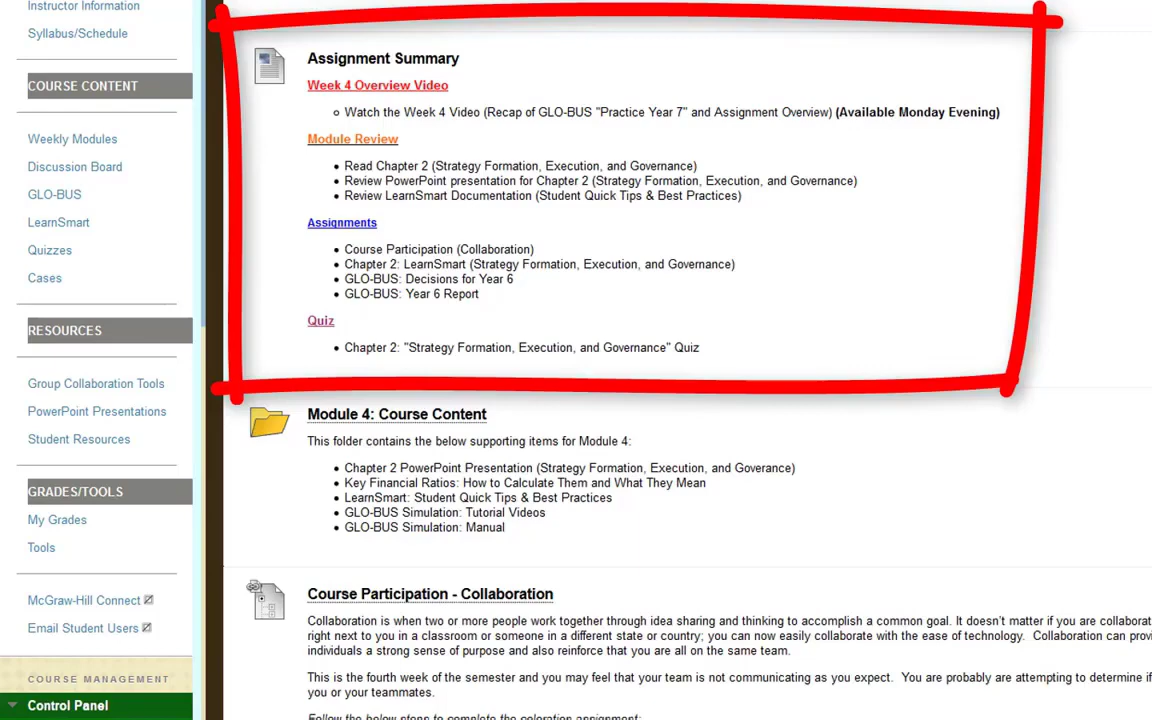 Instructor Information
Syllabus/Schedule
COURSE CONTENT
Weekly Modules
Discussion Board
GLO-BUS
LearnSmart
Quizzes
Cases
RESOURCES
Group Collaboration Tools
PowerPoint Presentations
Student Resources
GRADES/TOOLS
My Grades
Tools
McGraw-Hill Connect
Email Student Users
COURSE MANAGEMENT
Control Panel
Assignment Summary
Week 4 Overview Video
Watch the Week 4 Video (Recap of GLO-BUS "Practice Year 7" and Assignment Overview) (Available Monday Evening)
Module Review
Read Chapter 2 (Strategy Formation, Execution, and Governance)
Review PowerPoint presentation for Chapter 2 (Strategy Formation, Execution, and Governance)
Review LearnSmart Documentation (Student Quick Tips & Best Practices)
Assignments
Course Participation (Collaboration)
Chapter 2: LearnSmart (Strategy Formation, Execution, and Governance)
GLO-BUS: Decisions for Year 6
GLO-BUS: Year 6 Report
Quiz
Chapter 2: "Strategy Formation, Execution, and Governance" Quiz
Module 4: Course Content
This folder contains the below supporting items for Module 4:
Chapter 2 PowerPoint Presentation (Strategy Formation, Execution, and Goverance)
Key Financial Ratios: How to Calculate Them and What They Mean
LearnSmart: Student Quick Tips & Best Practices
GLO-BUS Simulation: Tutorial Videos
GLO-BUS Simulation: Manual
Course Participation - Collaboration
Collaboration is when two or more people work together through idea sharing and thinking to accomplish a common goal. It doesn't matter if you are collaborat
right next to you in a classroom or someone in a different state or country; you can now easily collaborate with the ease of technology. Collaboration can provi
individuals a strong sense of purpose and also reinforce that you are all on the same team.
This is the fourth week of the semester and you may feel that your team is not communicating as you expect. You are probably are attempting to determine if
you or your teammates.
Follow the below steps to complete the coloration assignment: